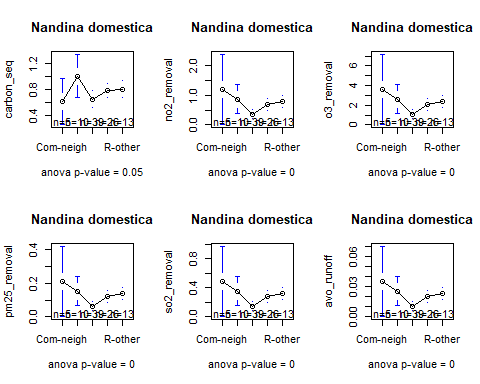 Nandina domestica
carbon_seq
0.4 0.8 1.2
n=5 n=10 n=39 n=26 n=13
Com-neigh R-other
anova p-value = 0.05
Nandina domestica
no2_removal
0.0 1.0 2.0
n=5 n=10 n=39 n=26 n=13
Com-neigh R-other
anova p-value = 0
Nandina domestica
o3_removal
0 2 4 6
n=5 n=10 n=39 n=26 n=13
Com-neigh R-other
anova p-value = 0
Nandina domestica
pm25_removal
0.0 0.2 0.4
n=5 n=10 n=39 n=26 n=13
Com-neigh R-other
anova p-value = 0
Nandina domestica
so2_removal
0.0 0.4 0.8
n=5 n=10 n=39 n=26 n=13
Com-neigh R-other
anova p-value = 0
Nandina domestica
avo_runoff
0.00 0.03 0.06
n=5 n=10 n=39 n=26 n=13
Com-neigh R-other
anova p-value = 0